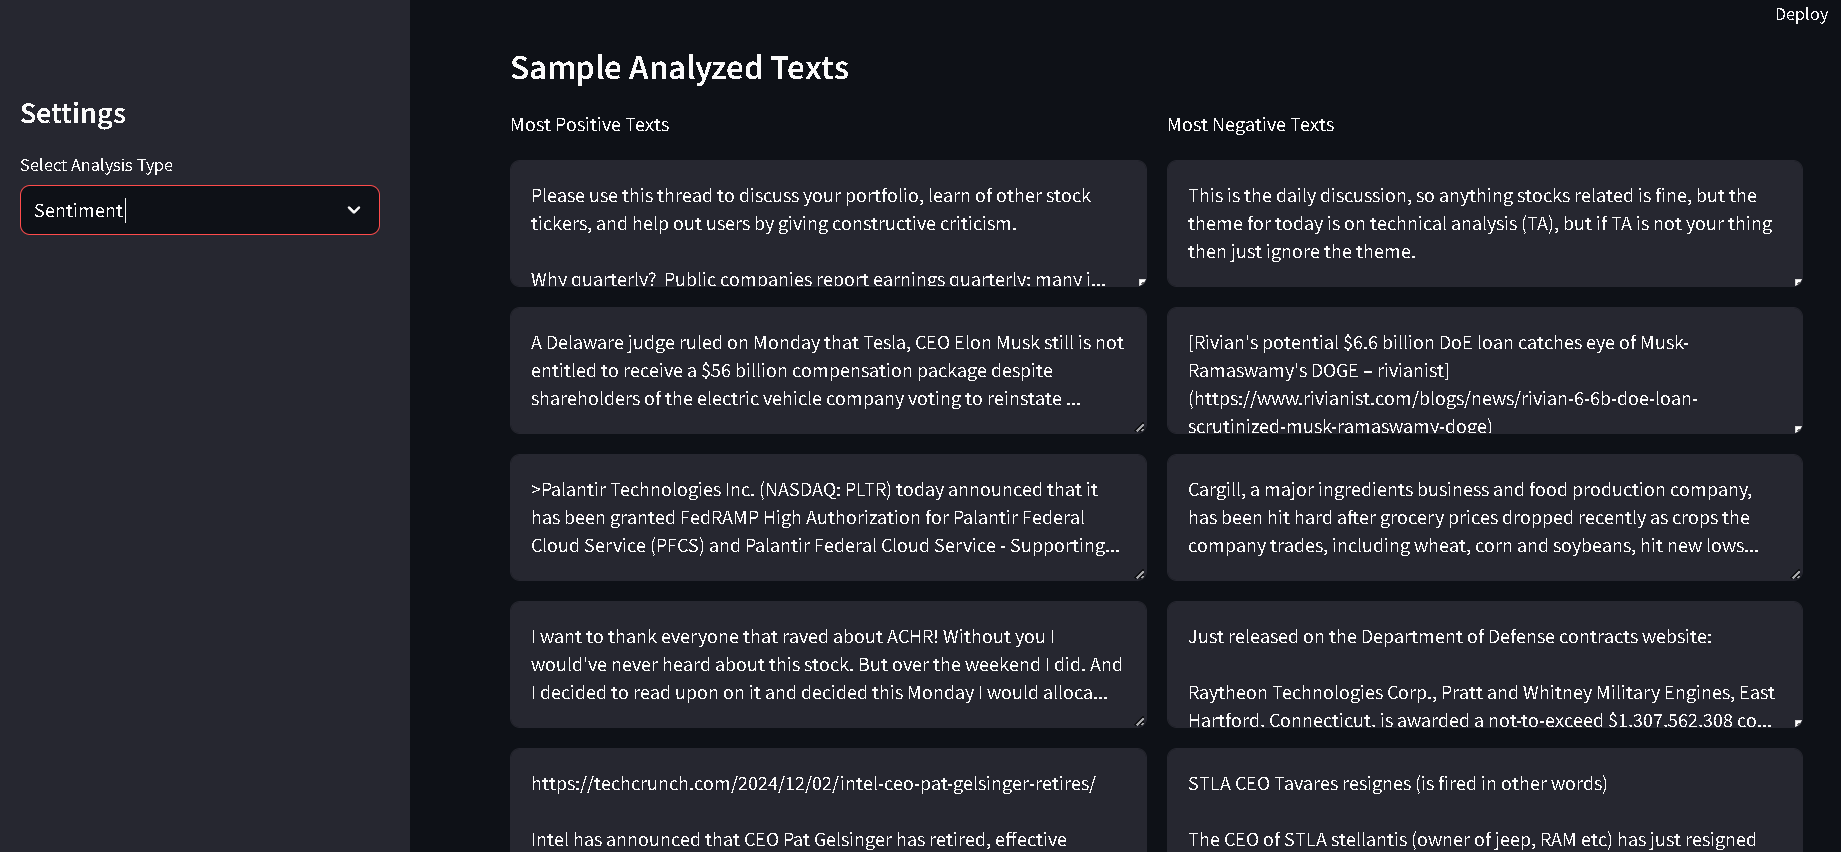 Deploy
Settings
Select Analysis Type
Sentiment
Sample Analyzed Texts
Most Positive Texts
Please use this thread to discuss your portfolio, learn of other stock
tickers, and help out users by giving constructive criticism.
Why quarterly? Public companies report earnings quarterly; many i...
A Delaware judge ruled on Monday that Tesla, CEO Elon Musk still is not
entitled to receive a $56 billion compensation package despite
shareholders of the electric vehicle company voting to reinstate ...
>Palantir Technologies Inc. (NASDAQ: PLTR) today announced that it
has been granted FedRAMP High Authorization for Palantir Federal
Cloud Service (PFCS) and Palantir Federal Cloud Service - Supporting...
I want to thank everyone that raved about ACHR! Without you I
would've never heard about this stock. But over the weekend I did. And
I decided to read upon on it and decided this Monday I would alloca...
https://techcrunch.com/2024/12/02/intel-ceo-pat-gelsinger-retires/
Intel has announced that CEO Pat Gelsinger has retired, effective
Most Negative Texts
This is the daily discussion, so anything stocks related is fine, but the
theme for today is on technical analysis (TA), but if TA is not your thing
then just ignore the theme.
[Rivian's potential $6.6 billion DoE loan catches eye of Musk-
Ramaswamy's DOGE – rivianist]
(https://www.rivianist.com/blogs/news/rivian-6-6b-doe-loan-
scrutinized-musk-ramaswamy-doge)
Cargill, a major ingredients business and food production company,
has been hit hard after grocery prices dropped recently as crops the
company trades, including wheat, corn and soybeans, hit new lows...
Just released on the Department of Defense contracts website:
Raytheon Technologies Corp., Pratt and Whitney Military Engines, East
Hartford, Connecticut, is awarded a not-to-exceed $1,307,562,308 co...
STLA CEO Tavares resignes (is fired in other words)
The CEO of STLA stellantis (owner of jeep, RAM etc) has just resigned